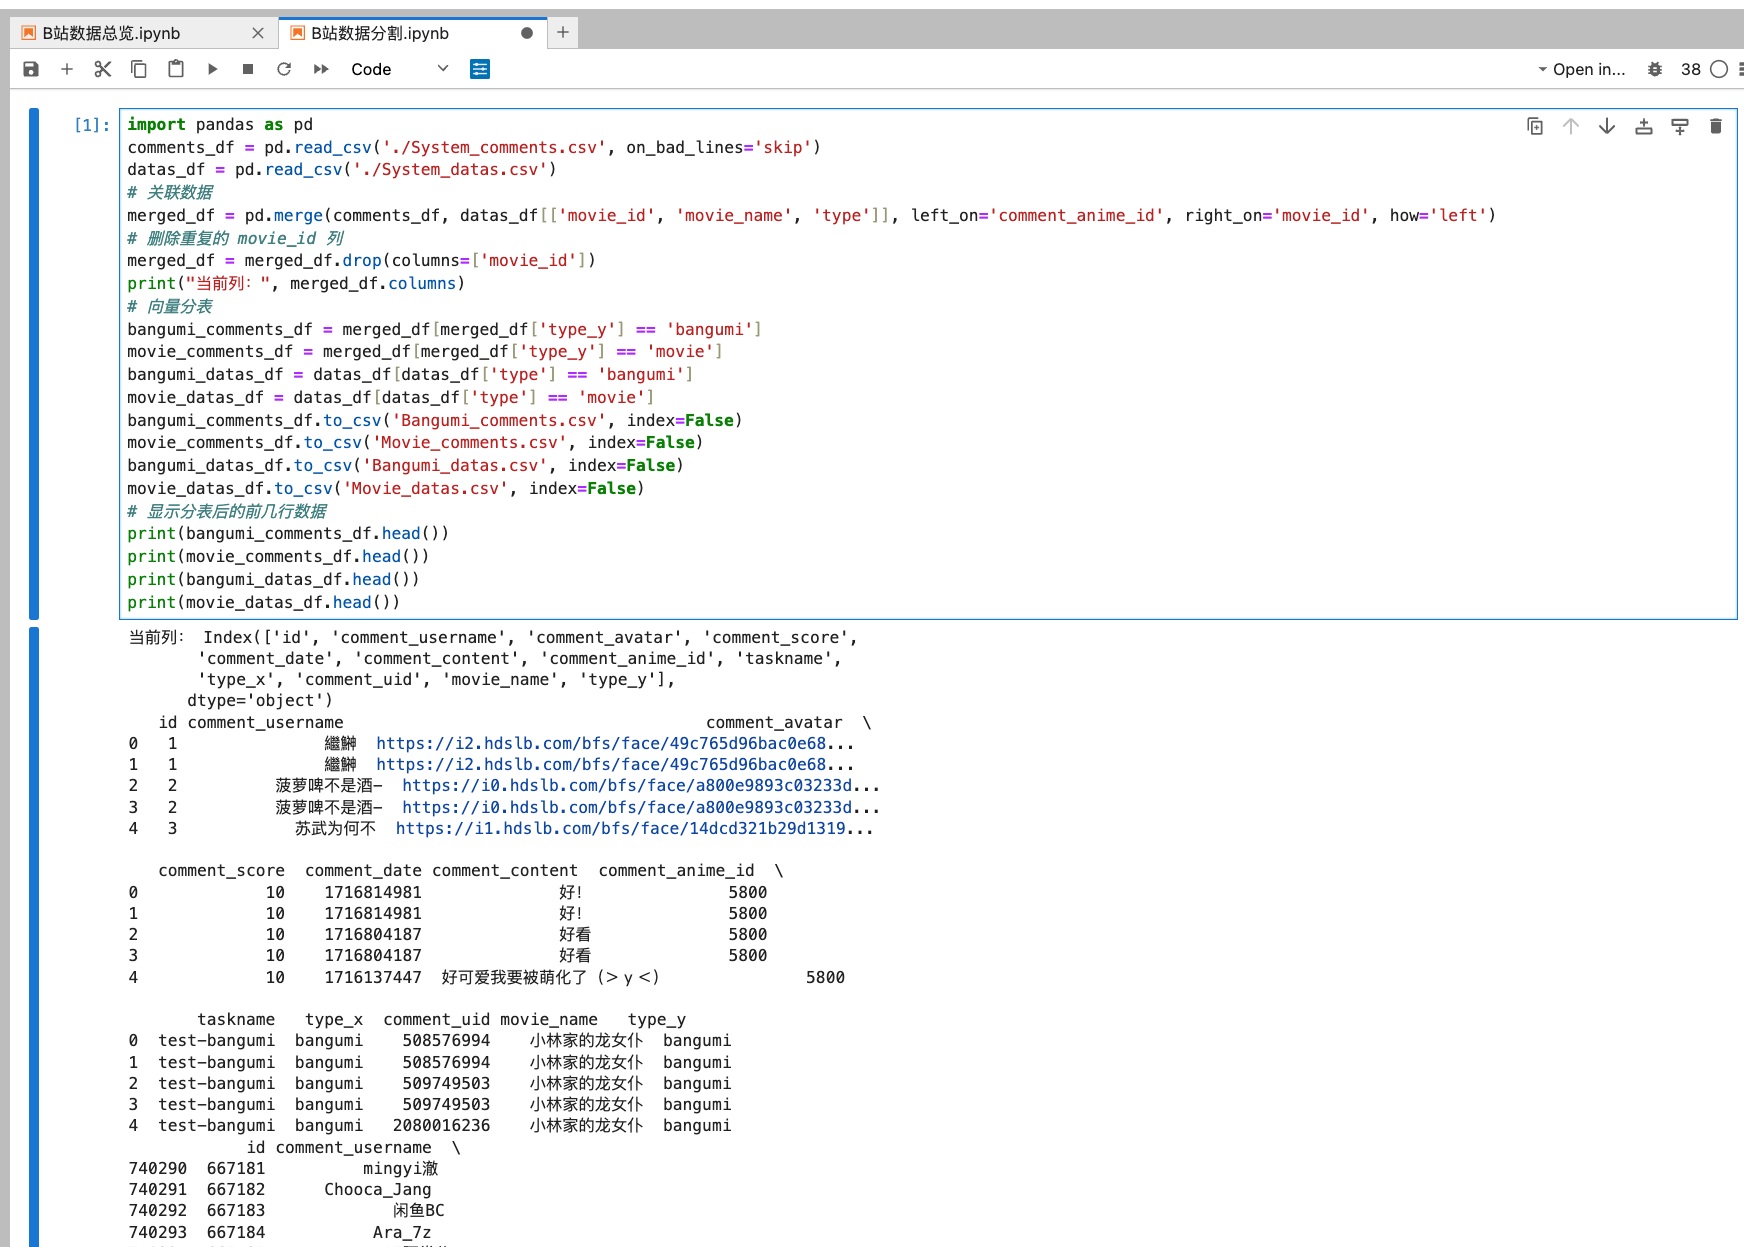 B站数据总览.ipynb
B站数据分割.ipynb
Code
Open in...
38
[1]:
import pandas as pd
comments_df = pd.read_csv('./System_comments.csv', on_bad_lines='skip')
datas_df = pd.read_csv('./System_datas.csv')
# 关联数据
merged_df = pd.merge(comments_df, datas_df[['movie_id', 'movie_name', 'type']], left_on='comment_anime_id', right_on='movie_id', how='left')
# 删除重复的 movie_id 列
merged_df = merged_df.drop(columns=['movie_id'])
print("当前列：", merged_df.columns)
# 向量分表
bangumi_comments_df = merged_df[merged_df['type_y'] == 'bangumi']
movie_comments_df = merged_df[merged_df['type_y'] == 'movie']
bangumi_datas_df = datas_df[datas_df['type'] == 'bangumi']
movie_datas_df = datas_df[datas_df['type'] == 'movie']
bangumi_comments_df.to_csv('Bangumi_comments.csv', index=False)
movie_comments_df.to_csv('Movie_comments.csv', index=False)
bangumi_datas_df.to_csv('Bangumi_datas.csv', index=False)
movie_datas_df.to_csv('Movie_datas.csv', index=False)
# 显示分表后的前几行数据
print(bangumi_comments_df.head())
print(movie_comments_df.head())
print(bangumi_datas_df.head())
print(movie_datas_df.head())
当前列： Index(['id', 'comment_username', 'comment_avatar', 'comment_score',
'comment_date', 'comment_content', 'comment_anime_id', 'taskname',
'type_x', 'comment_uid', 'movie_name', 'type_y'],
dtype='object')
id comment_username comment_avatar \
0 1 https://i2.hdslb.com/bfs/face/49c765d96bac0e68...
1 1 https://i2.hdslb.com/bfs/face/49c765d96bac0e68...
2 2 菠萝啤不是酒- https://i0.hdslb.com/bfs/face/a800e9893c03233d...
3 2 菠萝啤不是酒- https://i0.hdslb.com/bfs/face/a800e9893c03233d...
4 3 苏武为何不 https://i1.hdslb.com/bfs/face/14dcd321b29d1319...
comment_score comment_date comment_content comment_anime_id \
0 10 1716814981 好！ 5800
1 10 1716814981 好！ 5800
2 10 1716804187 好看 5800
3 10 1716804187 好看 5800
4 10 1716137447 好可爱我要被萌化了（＞ｙ＜） 5800
taskname type_x comment_uid movie_name type_y
0 test-bangumi bangumi 508576994 小林家的龙女仆 bangumi
1 test-bangumi bangumi 508576994 小林家的龙女仆 bangumi
2 test-bangumi bangumi 509749503 小林家的龙女仆 bangumi
3 test-bangumi bangumi 509749503 小林家的龙女仆 bangumi
4 test-bangumi bangumi 2080016236 小林家的龙女仆 bangumi
id comment_username \
740290 667181 mingyi澈
740291 667182 Chooca_Jang
740292 667183 闲鱼BC
740293 667184 Ara_7z